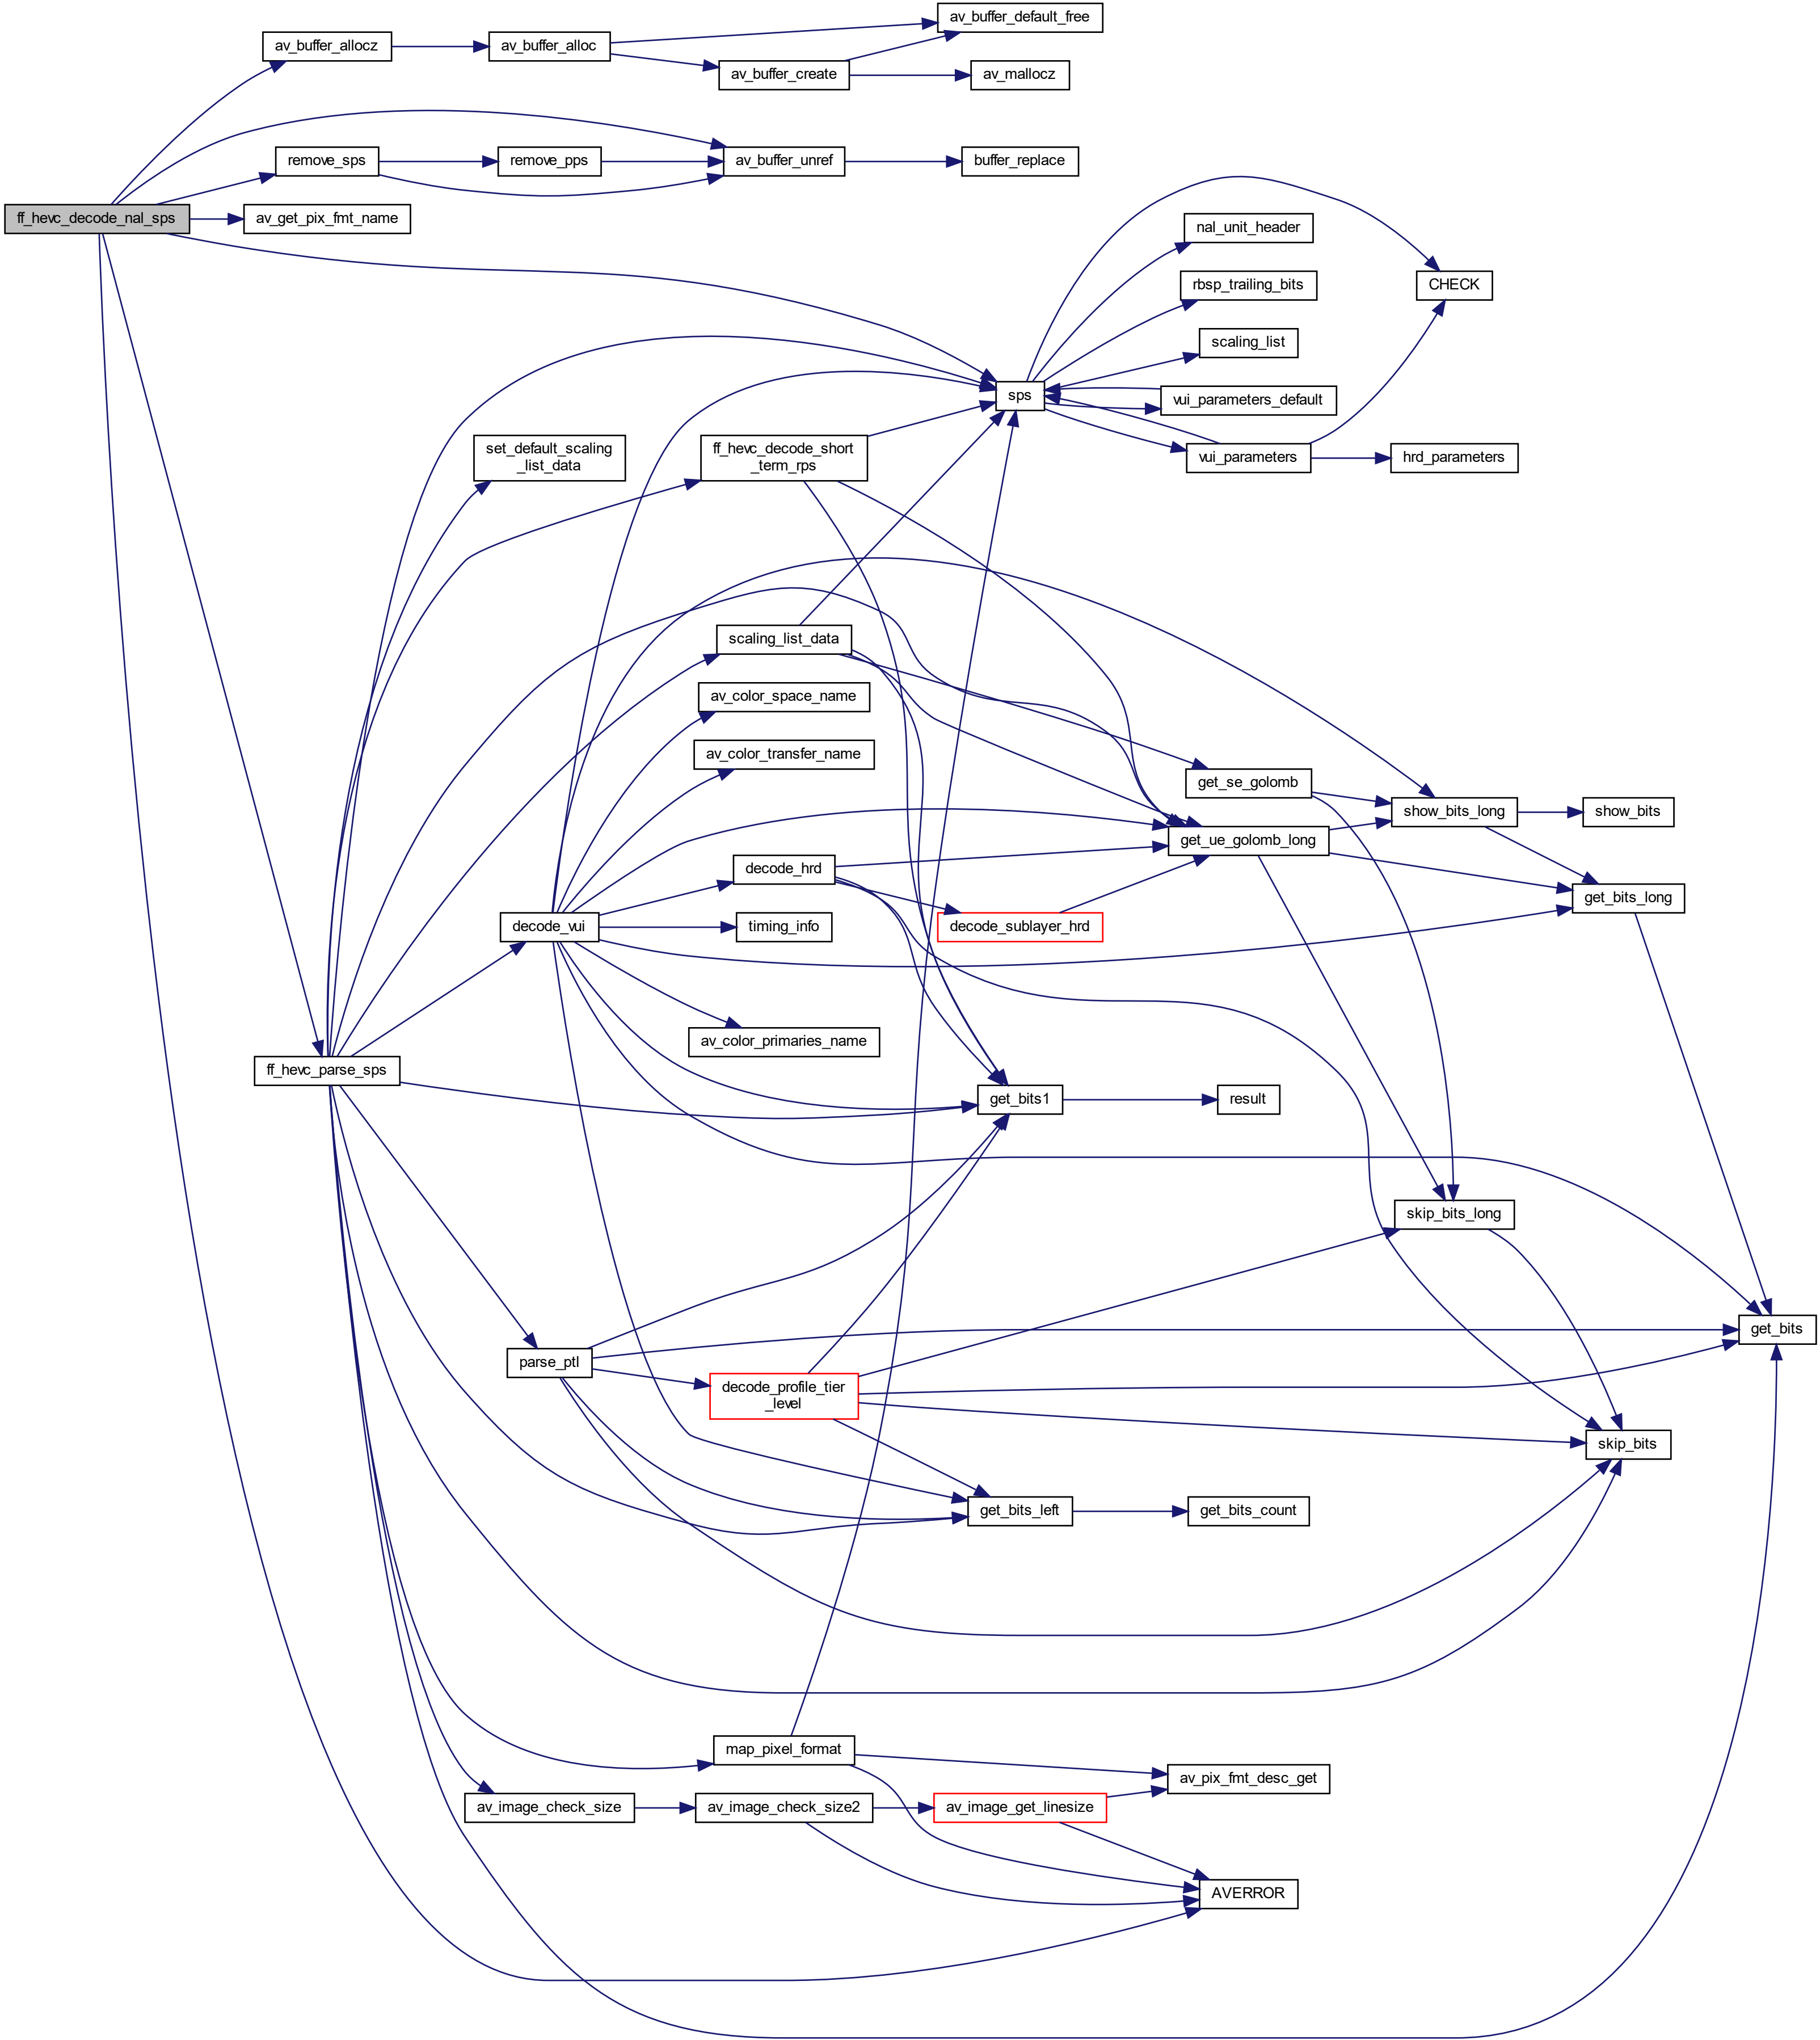 av_buffer_default_free
av_buffer_allocz
av_buffer_alloc
av_buffer_create
av_mallocz
remove_sps
remove_pps
av_buffer_unref
buffer_replace
ff_hevc_decode_nal_sps
av_get_pix_fmt_name
nal_unit_header
rbsp_trailing_bits
CHECK
scaling_list
sps
vui_parameters_default
vui_parameters
hrd_parameters
set_default_scaling
_list_data
ff_hevc_decode_short
_term_rps
scaling_list_data
av_color_space_name
av_color_transfer_name
get_se_golomb
show_bits_long
show_bits
get_ue_golomb_long
decode_hrd
get_bits_long
decode_vui
timing_info
decode_sublayer_hrd
av_color_primaries_name
ff_hevc_parse_sps
get_bits1
result
skip_bits_long
get_bits
parse_ptl
decode_profile_tier
_level
skip_bits
get_bits_left
get_bits_count
map_pixel_format
av_pix_fmt_desc_get
av_image_check_size
av_image_check_size2
av_image_get_linesize
AVERROR